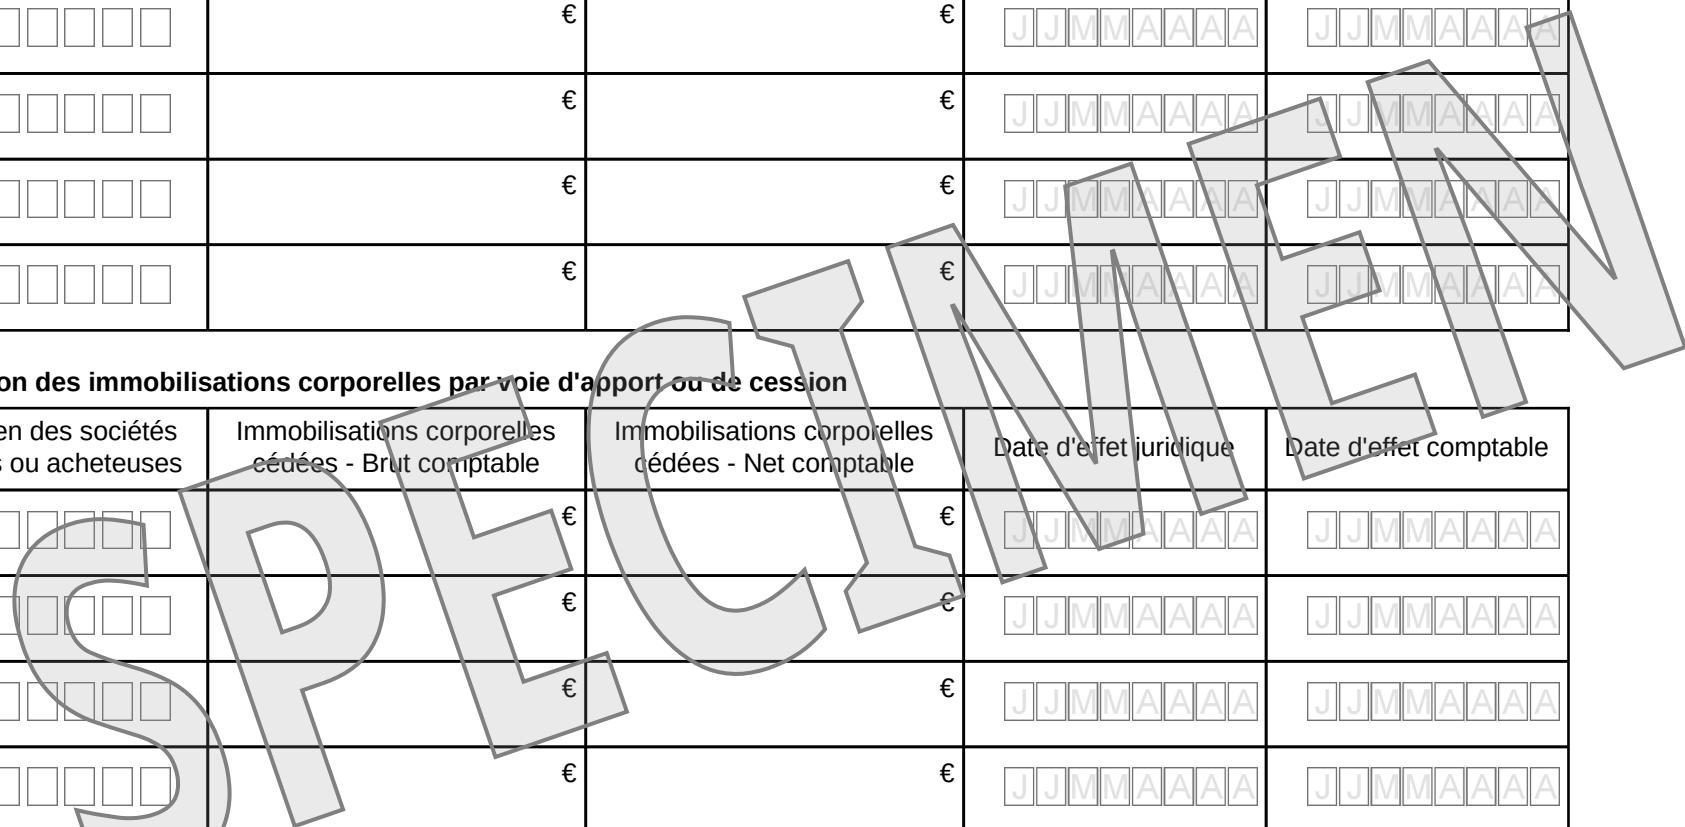 € € JJMMAAAA JJMMAAAA
€ € JJMMAAAA JJMMAAAA
€ € JJMMAAAA JJMMAAAA
€ € JJMMAAAA JJMMAAAA
on des immobilisations corporelles par voie d'apport ou de cession
en des sociétés
s ou acheteuses
Immobilisations corporelles
cédées - Brut comptable
Immobilisations corporelles
cédées - Net comptable
Date d'effet juridique
Date d'effet comptable
€ € JJMMAAAA JJMMAAAA
€ € JJMMAAAA JJMMAAAA
€ € JJMMAAAA JJMMAAAA
€ € JJMMAAAA JJMMAAAA
SPECIMEN